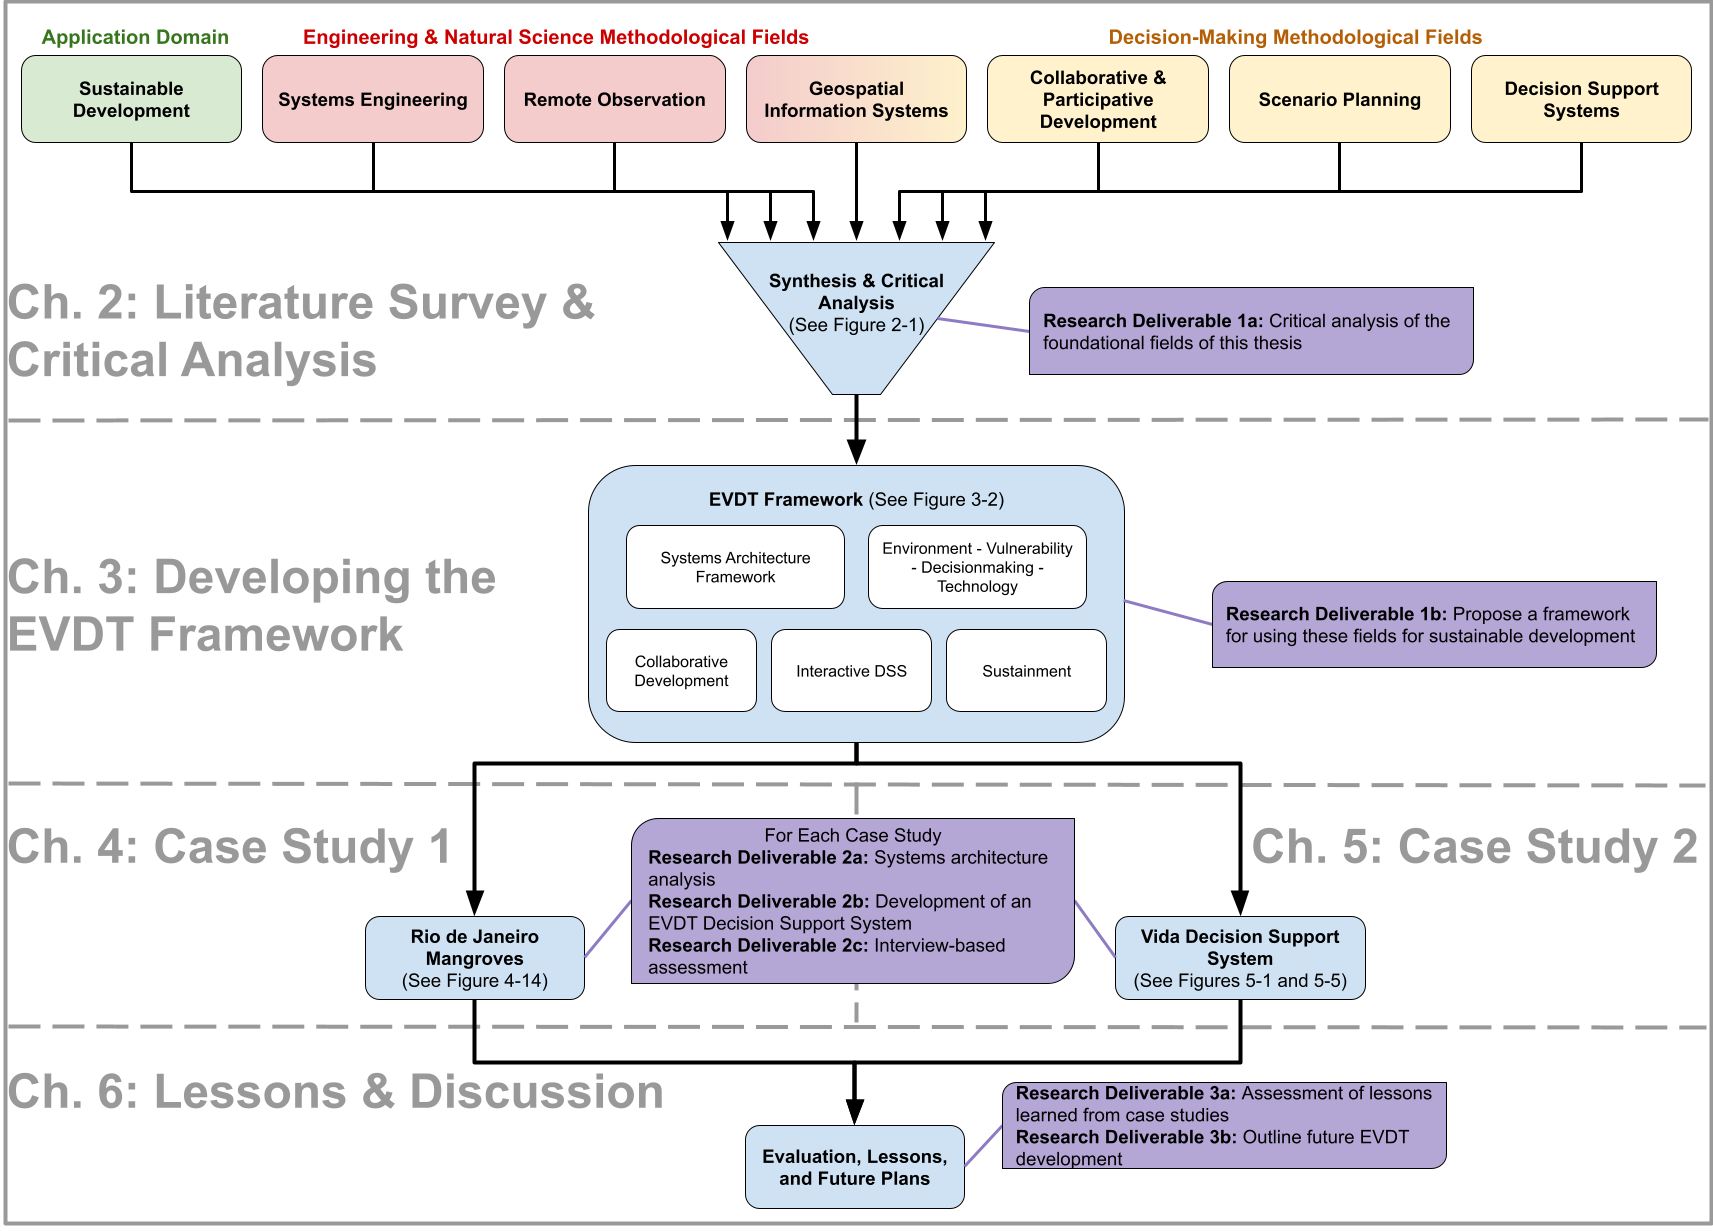 Application Domain
Engineering & Natural Science Methodological Fields
Decision-Making Methodological Fields
Sustainable
Development
Systems Engineering
Remote Observation
Geospatial
Information Systems
Collaborative &
Participative
Development
Scenario Planning
Decision Support
Systems
Ch. 2: Literature Survey &
Critical Analysis
Synthesis & Critical
Analysis
(See Figure 2-1)
Research Deliverable 1a: Critical analysis of the
foundational fields of this thesis
Ch. 3: Developing the
EVDT Framework
EVDT Framework (See Figure 3-2)
Systems Architecture
Framework
Environment - Vulnerability
- Decisionmaking -
Technology
Collaborative
Development
Interactive DSS
Sustainment
Research Deliverable 1b: Propose a framework
for using these fields for sustainable development
Ch. 4: Case Study 1
Ch. 5: Case Study 2
For Each Case Study
Research Deliverable 2a: Systems architecture
analysis
Research Deliverable 2b: Development of an
EVDT Decision Support System
Research Deliverable 2c: Interview-based
assessment
Rio de Janeiro
Mangroves
(See Figure 4-14)
Vida Decision Support
System
(See Figures 5-1 and 5-5)
Ch. 6: Lessons & Discussion
Research Deliverable 3a: Assessment of lessons
learned from case studies
Research Deliverable 3b: Outline future EVDT
development
Evaluation, Lessons,
and Future Plans